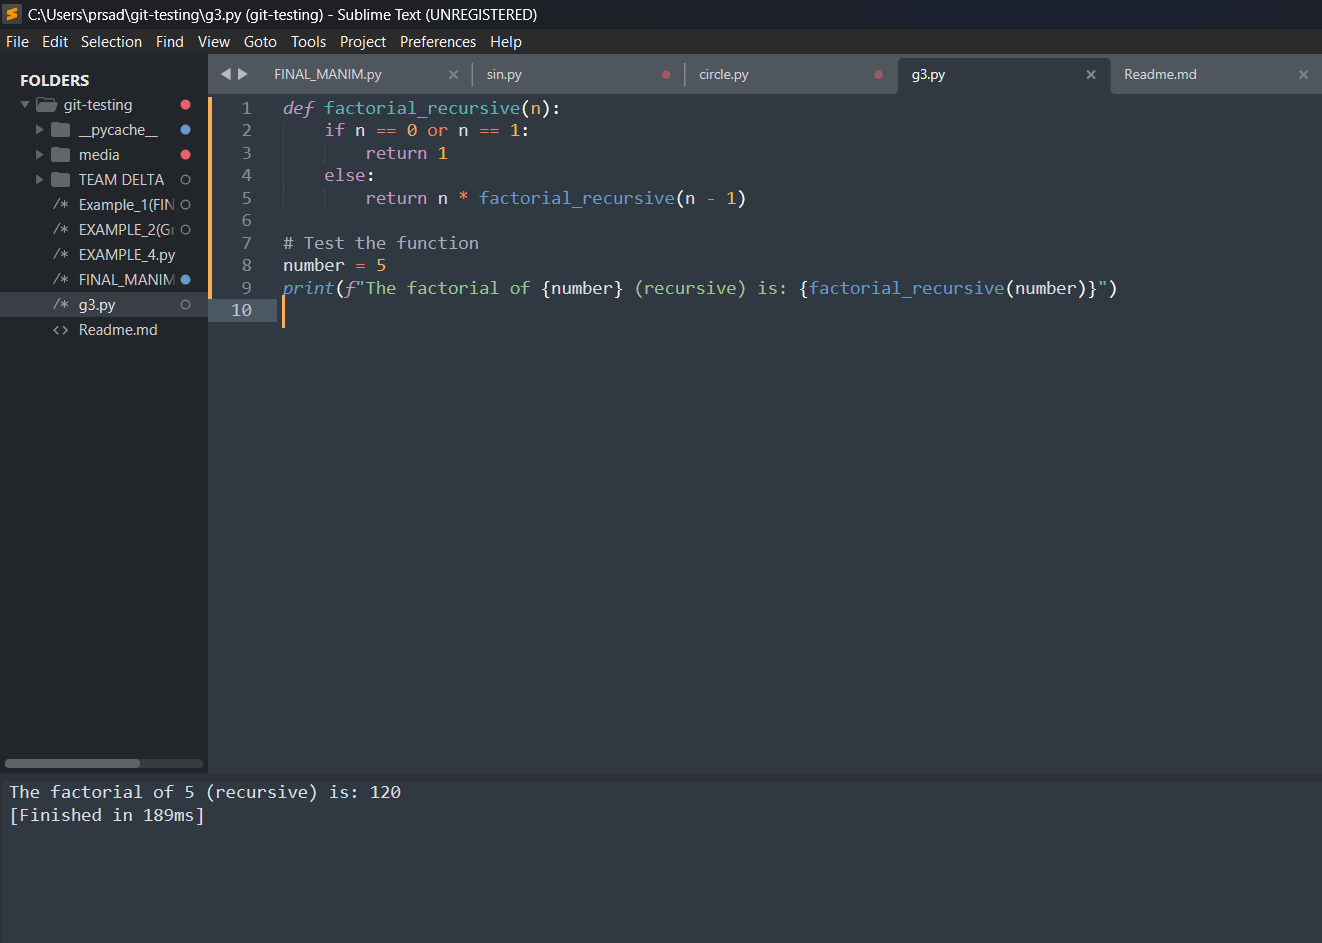 C:\Users\prsad\git-testing\g3.py (git-testing) - Sublime Text (UNREGISTERED)
File Edit Selection Find View Goto Tools Project Preferences Help
FOLDERS
git-testing
__pycache__
media
TEAM DELTA
/* Example_1(FIN
/* EXAMPLE_2(Gr
/* EXAMPLE_4.py
/* FINAL_MANIM
/* g3.py
<> Readme.md
FINAL_MANIM.py sin.py circle.py g3.py Readme.md
1 def factorial_recursive(n):
2     if n == 0 or n == 1:
3         return 1
4     else:
5         return n * factorial_recursive(n - 1)
6
7 # Test the function
8 number = 5
9 print(f"The factorial of {number} (recursive) is: {factorial_recursive(number)}")
10
The factorial of 5 (recursive) is: 120
[Finished in 189ms]